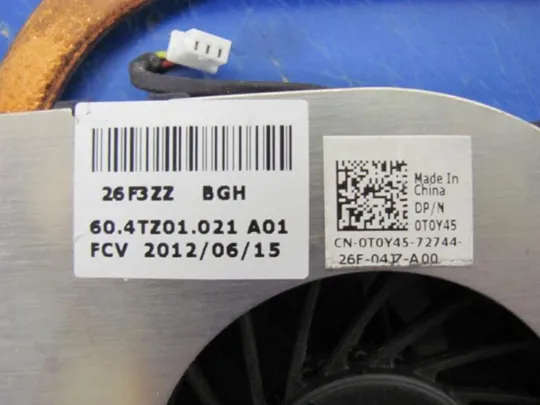 26F3ZZ BGH
60.4TZ01.021 A01
FCV 2012/06/15
Made In
China
DP/N
0T0Y45
CN-0T0Y45-72744-
26F-04J7-A00